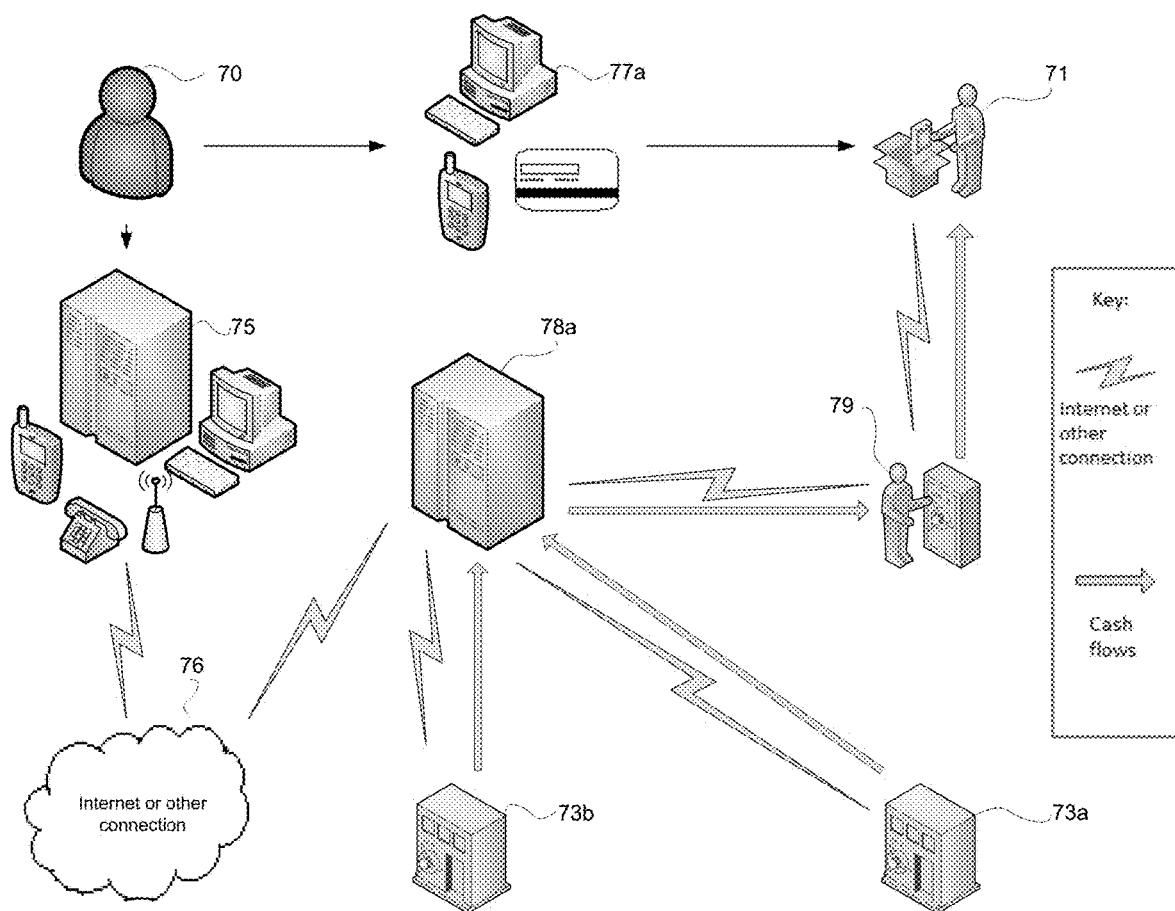 70
77a
71
75
78a
Key:
Internet or
other
connection
79
Cash
flows
76
Internet or other
connection
73b
73a